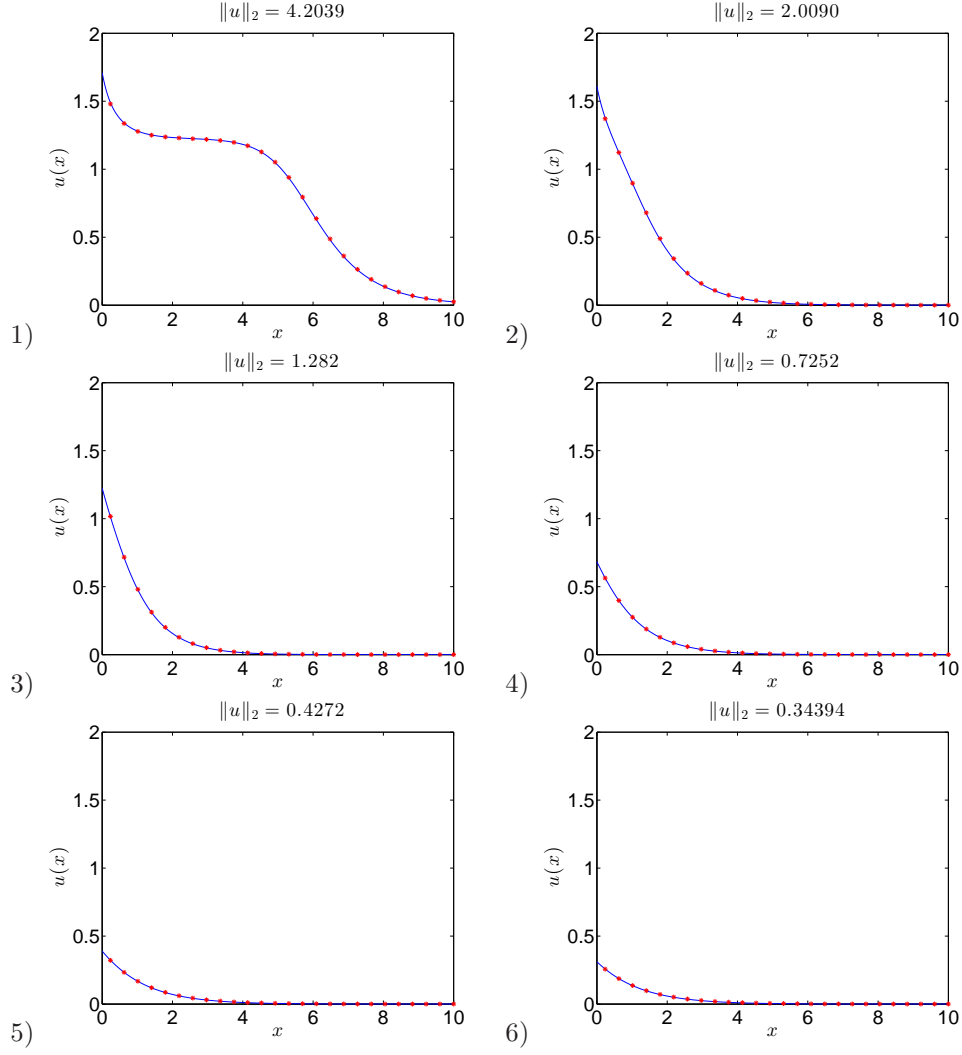 ‖u‖₂ = 4.2039
2
1.5
1
0.5
0
u(x)
0 2 4 6 8 10
x
1)
‖u‖₂ = 2.0090
2
1.5
1
0.5
0
u(x)
0 2 4 6 8 10
x
2)
‖u‖₂ = 1.282
2
1.5
1
0.5
0
u(x)
0 2 4 6 8 10
x
3)
‖u‖₂ = 0.7252
2
1.5
1
0.5
0
u(x)
0 2 4 6 8 10
x
4)
‖u‖₂ = 0.4272
2
1.5
1
0.5
0
u(x)
0 2 4 6 8 10
x
5)
‖u‖₂ = 0.34394
2
1.5
1
0.5
0
u(x)
0 2 4 6 8 10
x
6)